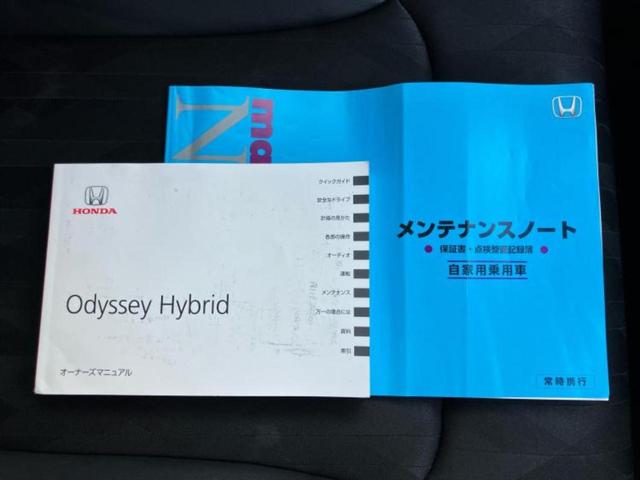 HONDA
Odyssey Hybrid
オーナーズマニュアル
クイックガイド
安全なドライブ
計器の見かた
各部の操作
オーディオ
運転
メンテナンス
万一の場合には
資料
索引
ma
N
メンテナンスノート
保証書・点検整備記録簿
自家用乗用車
常時携行